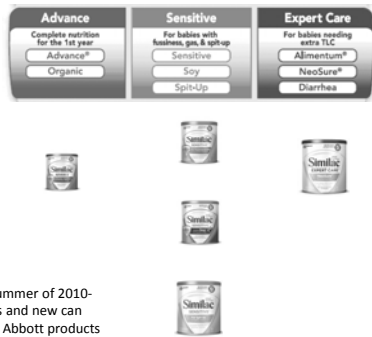 Advance
Complete nutrition
for the 1st year
Advance®
Organic
Sensitive
For babies with
fussiness, gas, & spit-up
Sensitive
Soy
Spit-Up
Expert Care
For babies needing
extra TLC
Alimentum®
NeoSure®
Diarrhea
Similac
Similac
Similac
EXPERT CARE
Similac
Similac
ummer of 2010-
s and new can
Abbott products